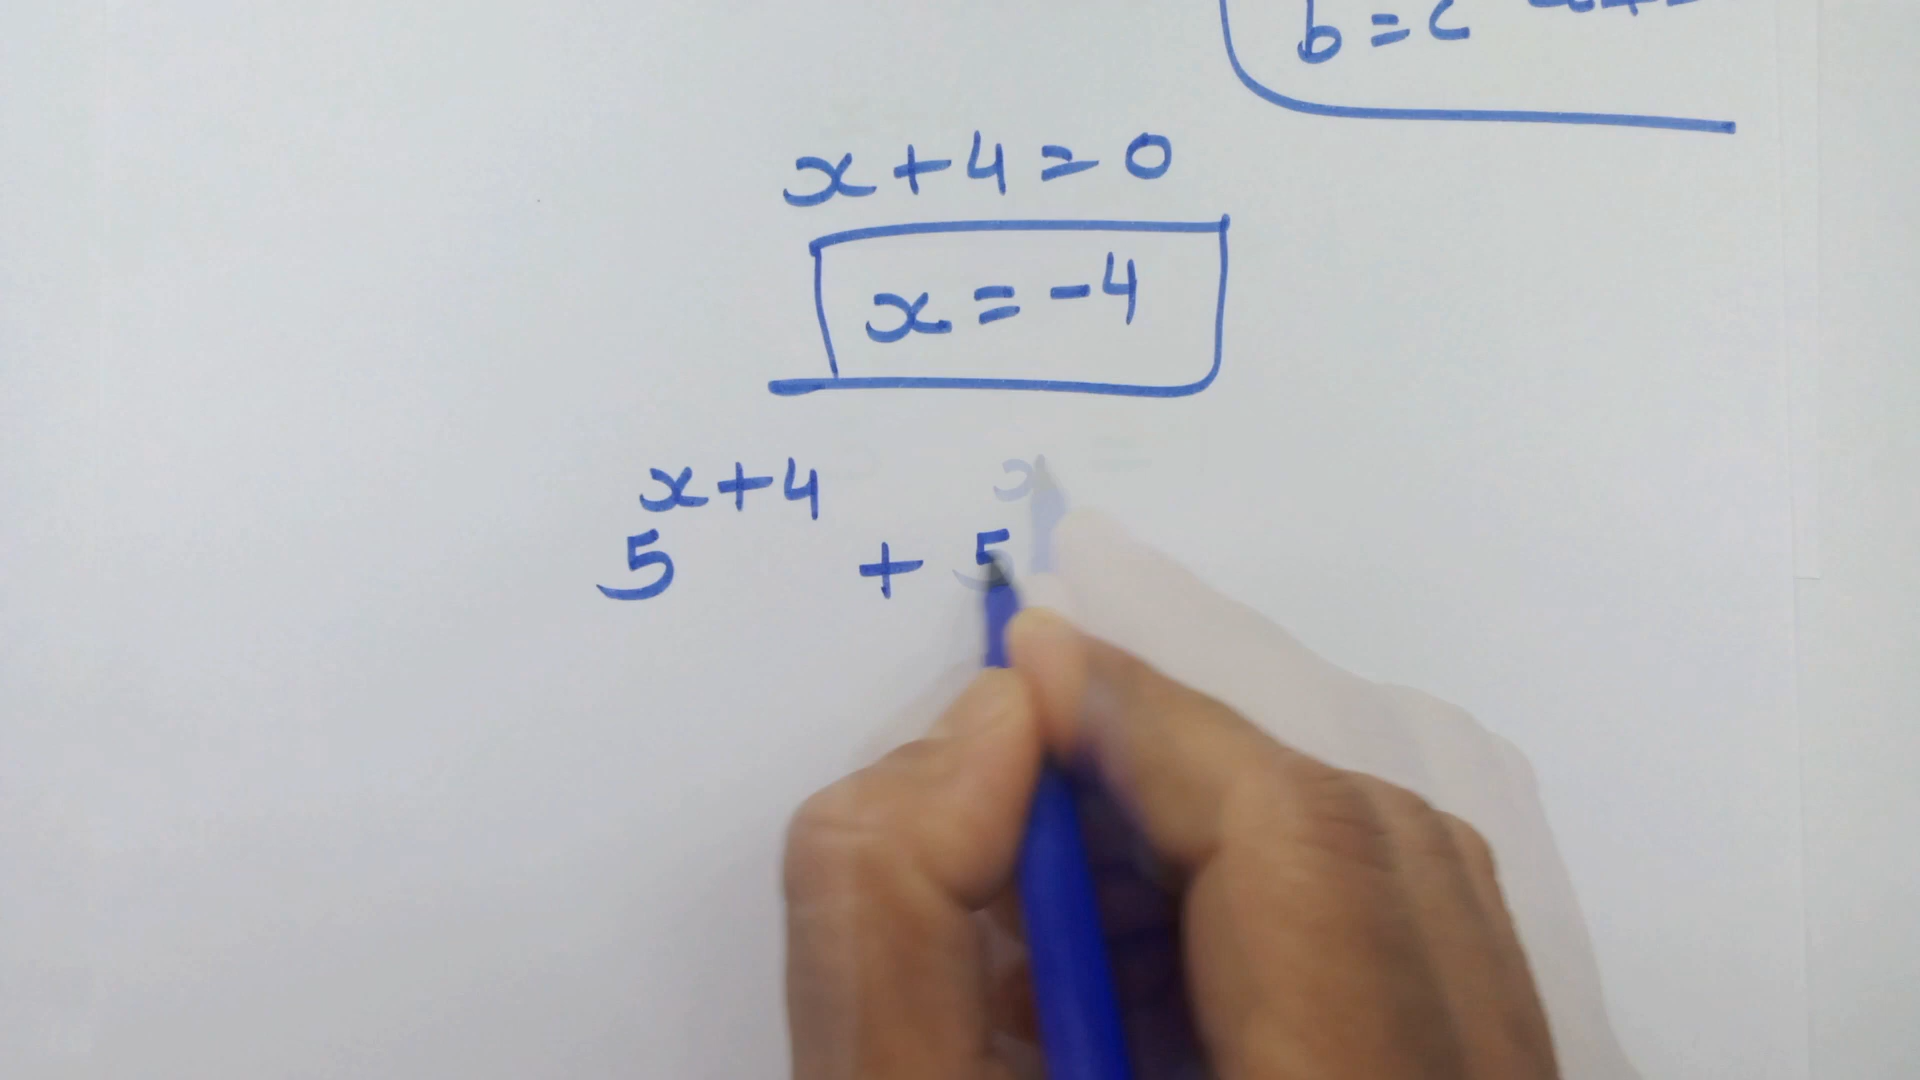 b = c
x + 4 = 0
x = -4
5^{x+4} + 5^{x}